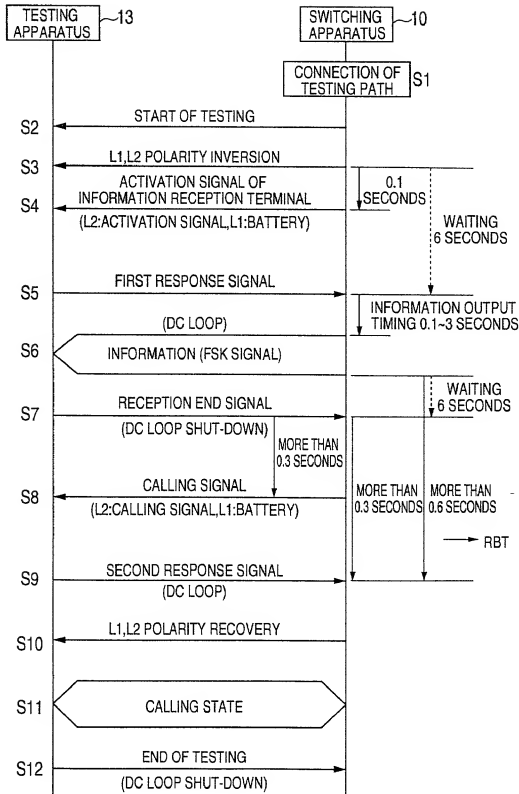 TESTING
APPARATUS
13
SWITCHING
APPARATUS
10
CONNECTION OF
TESTING PATH
S1
S2
START OF TESTING
S3
L1,L2 POLARITY INVERSION
S4
ACTIVATION SIGNAL OF
INFORMATION RECEPTION TERMINAL
(L2:ACTIVATION SIGNAL,L1:BATTERY)
0.1
SECONDS
WAITING
6 SECONDS
S5
FIRST RESPONSE SIGNAL
(DC LOOP)
INFORMATION OUTPUT
TIMING 0.1~3 SECONDS
S6
INFORMATION (FSK SIGNAL)
WAITING
6 SECONDS
S7
RECEPTION END SIGNAL
(DC LOOP SHUT-DOWN)
MORE THAN
0.3 SECONDS
S8
CALLING SIGNAL
(L2:CALLING SIGNAL,L1:BATTERY)
MORE THAN
0.3 SECONDS
MORE THAN
0.6 SECONDS
RBT
S9
SECOND RESPONSE SIGNAL
(DC LOOP)
S10
L1,L2 POLARITY RECOVERY
S11
CALLING STATE
S12
END OF TESTING
(DC LOOP SHUT-DOWN)